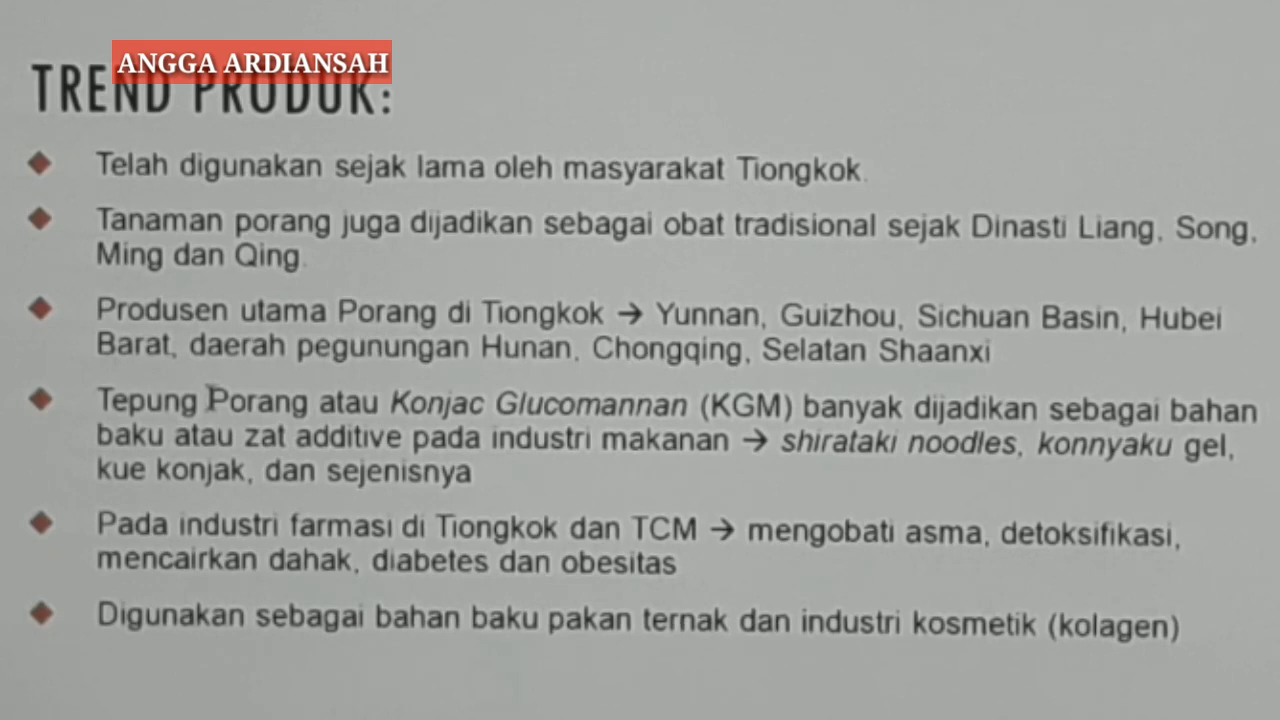 ANGGA ARDIANSAH
TREND PRODUK:
Telah digunakan sejak lama oleh masyarakat Tiongkok.
Tanaman porang juga dijadikan sebagai obat tradisional sejak Dinasti Liang, Song,
Ming dan Qing.
Produsen utama Porang di Tiongkok → Yunnan, Guizhou, Sichuan Basin, Hubei
Barat, daerah pegunungan Hunan, Chongqing, Selatan Shaanxi
Tepung Porang atau Konjac Glucomannan (KGM) banyak dijadikan sebagai bahan
baku atau zat additive pada industri makanan → shirataki noodles, konnyaku gel,
kue konjak, dan sejenisnya
Pada industri farmasi di Tiongkok dan TCM → mengobati asma, detoksifikasi,
mencairkan dahak, diabetes dan obesitas
Digunakan sebagai bahan baku pakan ternak dan industri kosmetik (kolagen)